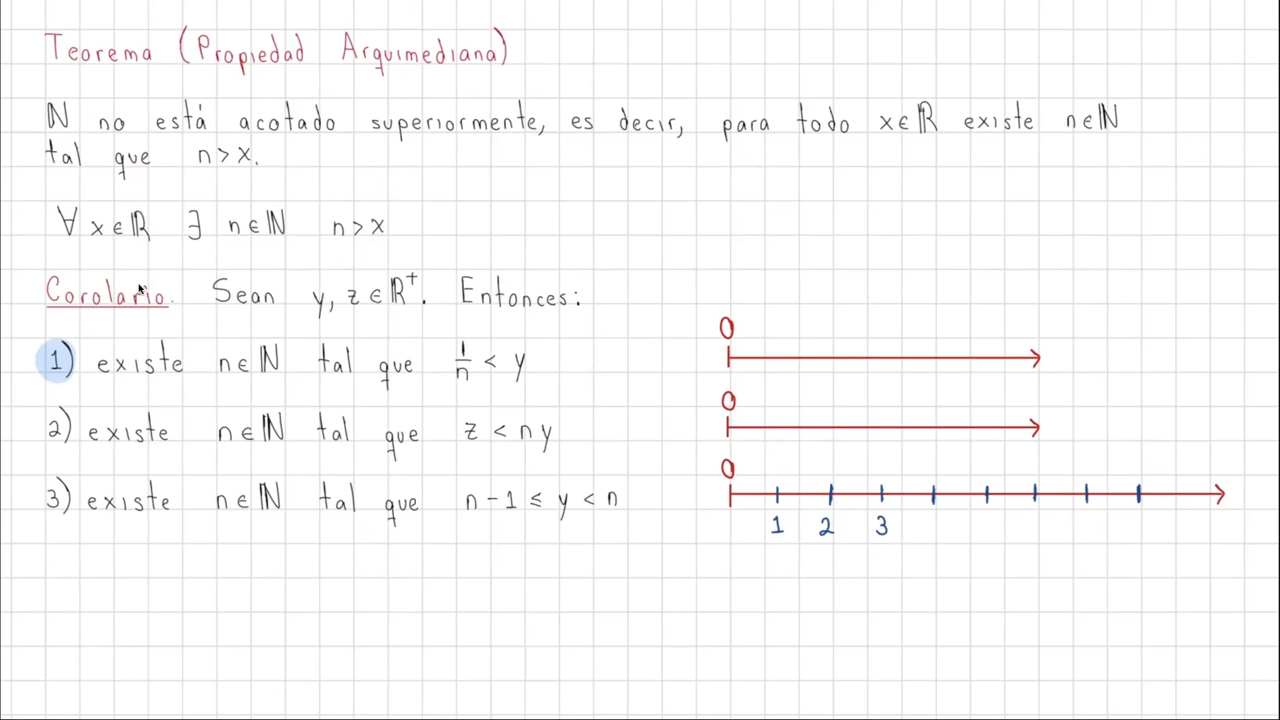 Teorema (Propiedad Arquimediana)
ℕ no está acotado superiormente, es decir, para todo x∈ℝ existe n∈ℕ
tal que n>x.
∀ x∈ℝ ∃ n∈ℕ n>x
Corolario. Sean y, z∈ℝ⁺. Entonces:
1) existe n∈ℕ tal que 1/n < y
2) existe n∈ℕ tal que z < ny
3) existe n∈ℕ tal que n-1 ≤ y < n
0
0
0
1 2 3